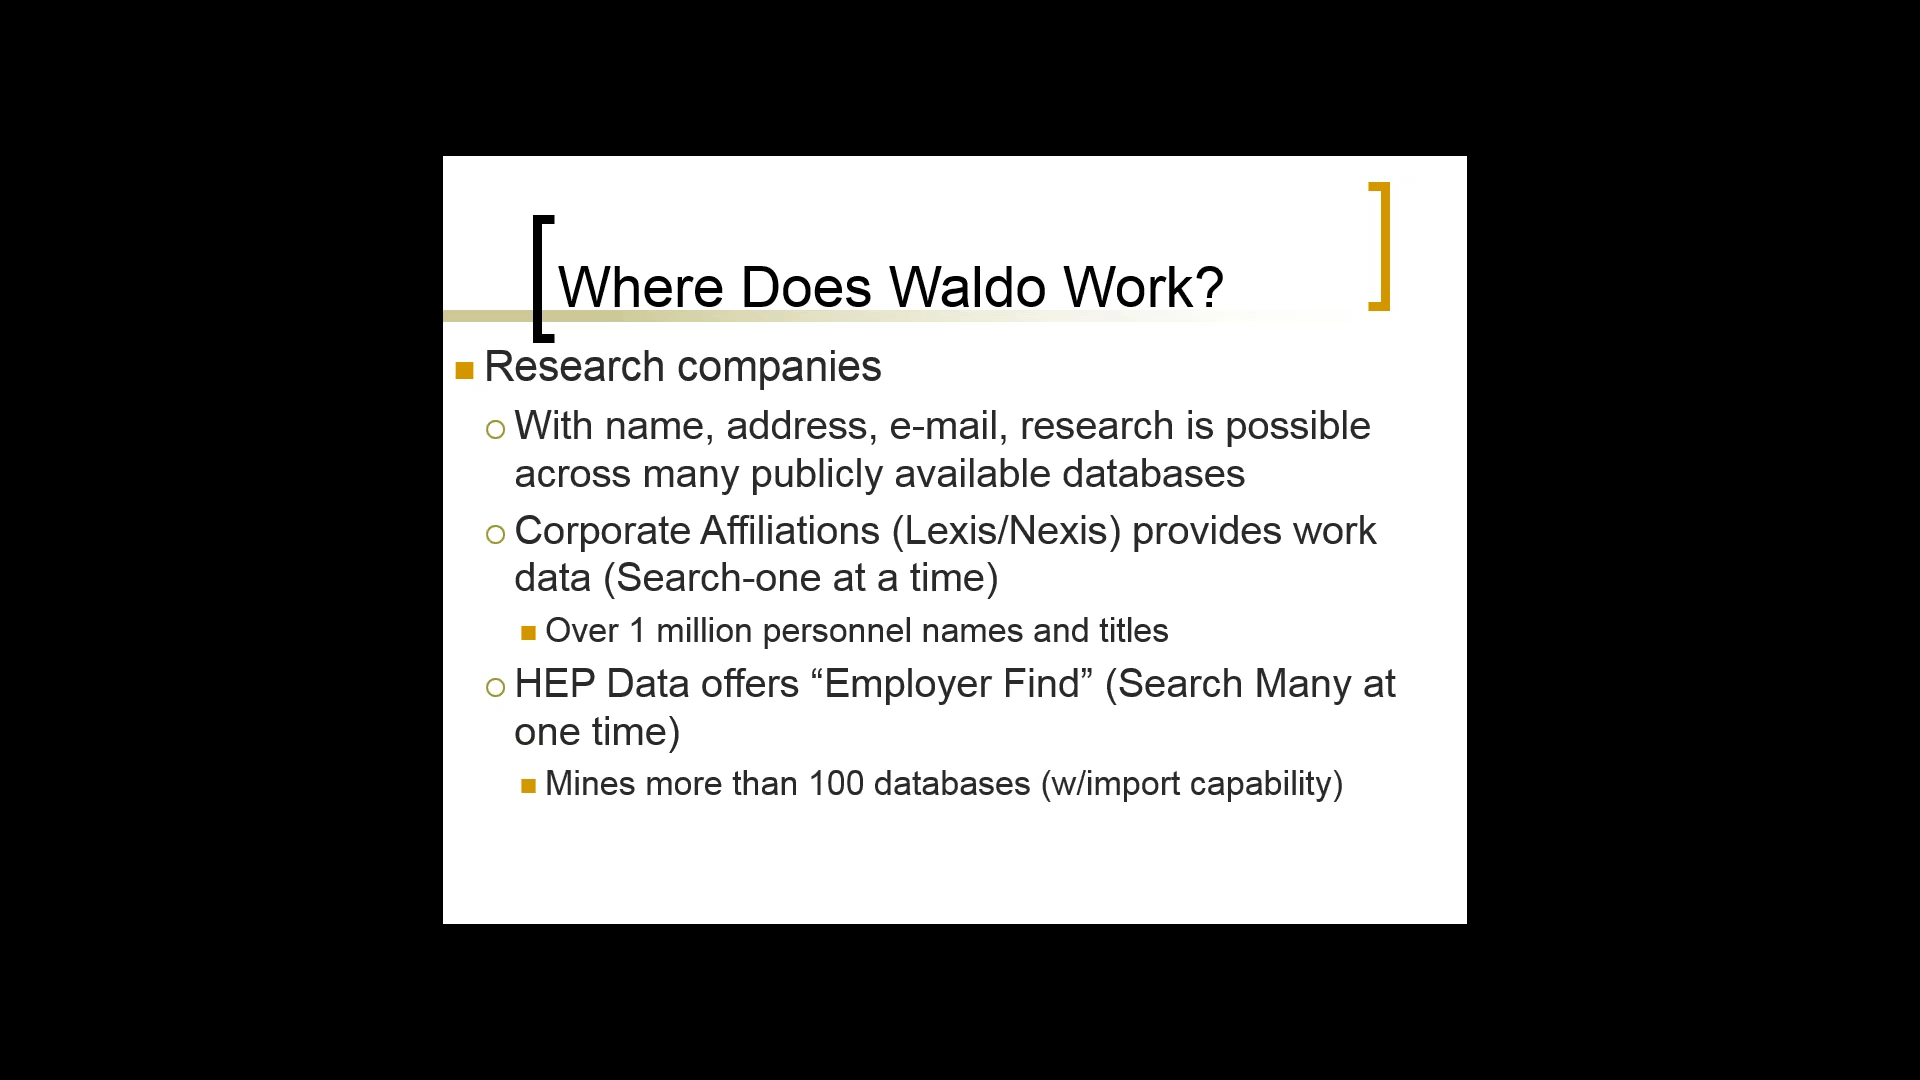 Where Does Waldo Work?
Research companies
With name, address, e-mail, research is possible
across many publicly available databases
Corporate Affiliations (Lexis/Nexis) provides work
data (Search-one at a time)
Over 1 million personnel names and titles
HEP Data offers “Employer Find” (Search Many at
one time)
Mines more than 100 databases (w/import capability)